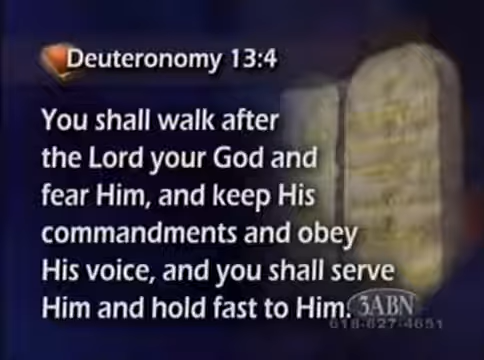 Deuteronomy 13:4
You shall walk after
the Lord your God and
fear Him, and keep His
commandments and obey
His voice, and you shall serve
Him and hold fast to Him.
3ABN
618-627-4651